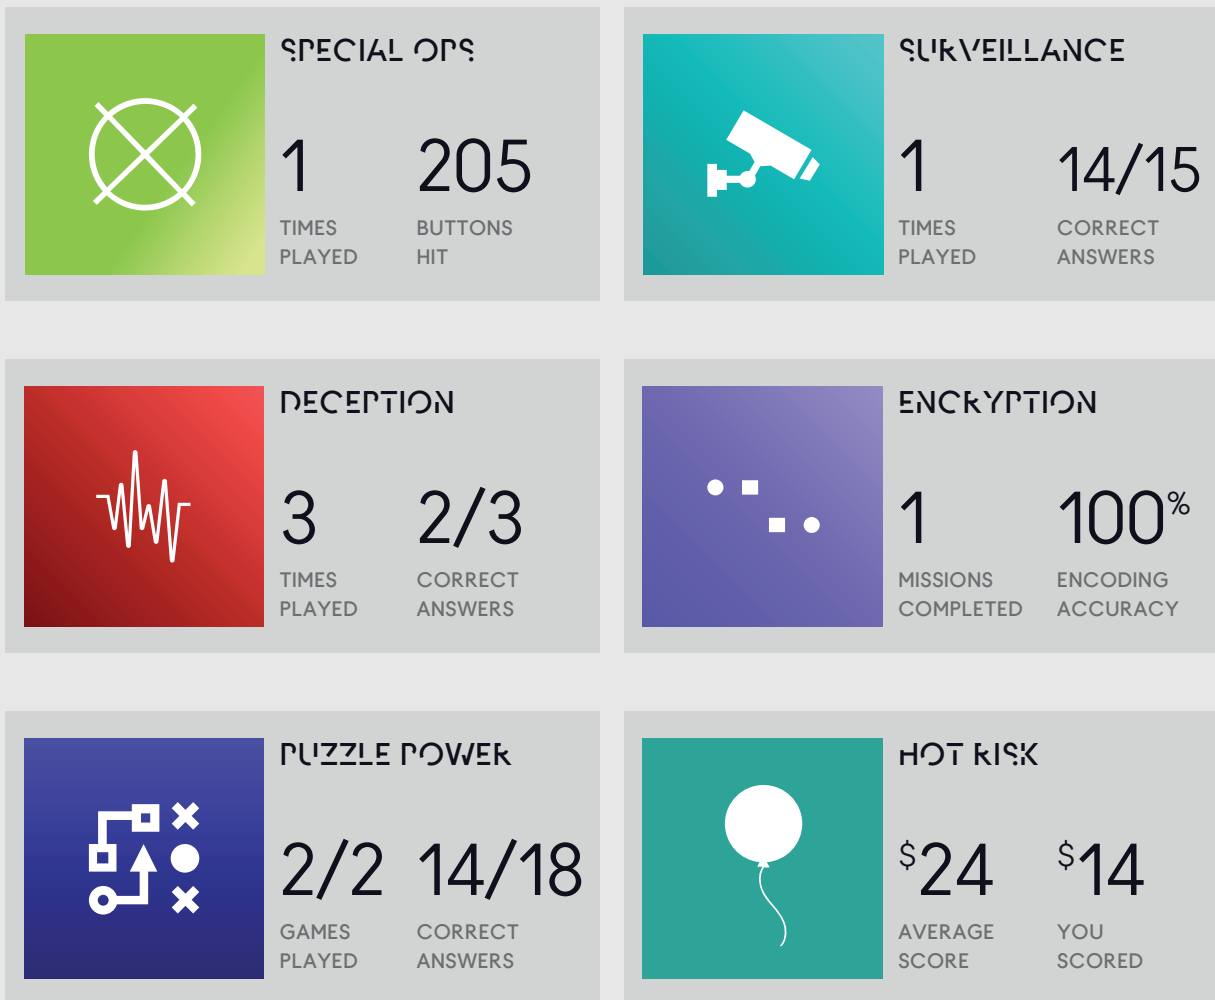 SPECIAL OPS
1
205
TIMES
PLAYED
BUTTONS
HIT
SURVEILLANCE
1
14/15
TIMES
PLAYED
CORRECT
ANSWERS
DECEPTION
3
2/3
TIMES
PLAYED
CORRECT
ANSWERS
ENCRYPTION
1
100%
MISSIONS
COMPLETED
ENCODING
ACCURACY
PUZZLE POWER
2/2
14/18
GAMES
PLAYED
CORRECT
ANSWERS
HOT RISK
$24
$14
AVERAGE
SCORE
YOU
SCORED